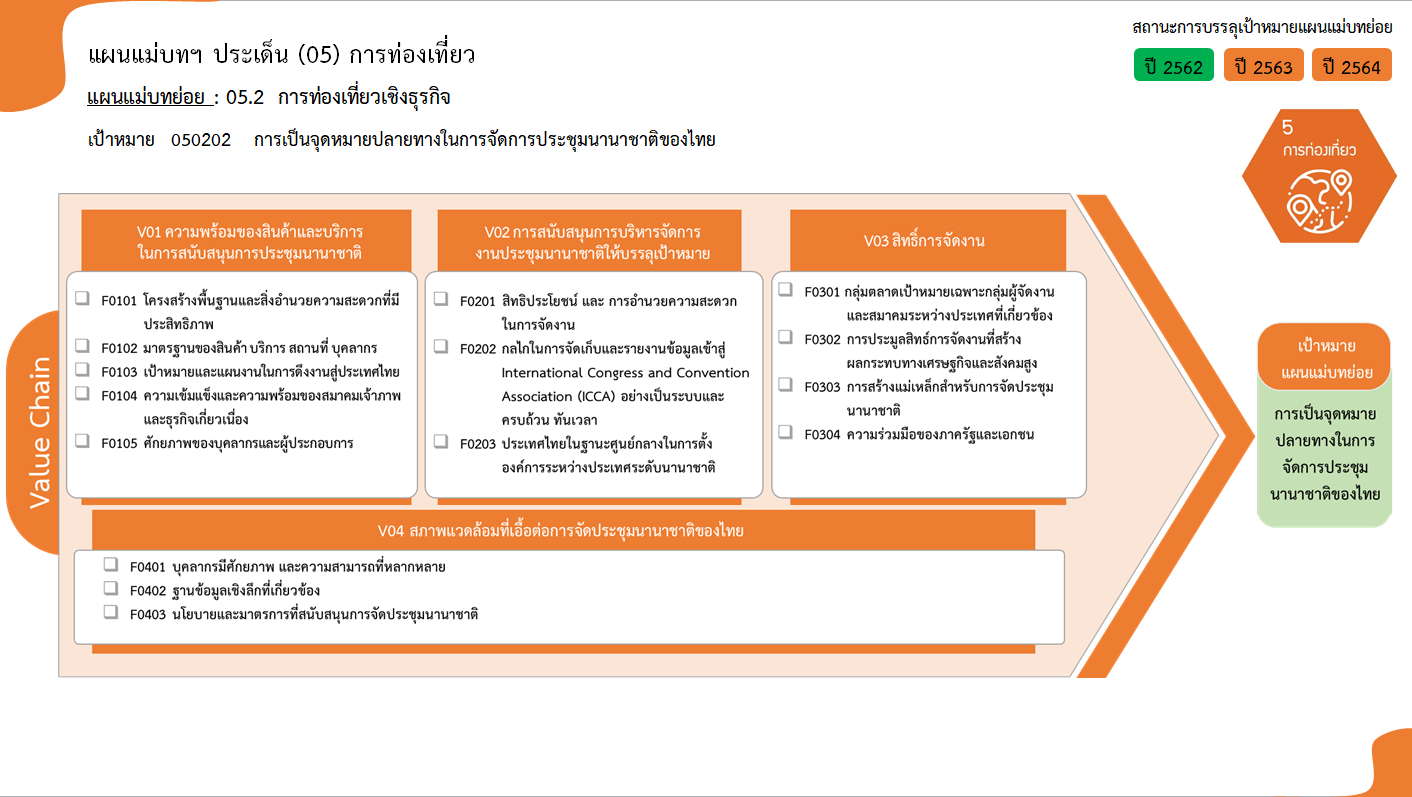 แผนแม่บทฯ ประเด็น (05) การท่องเที่ยว
แผนแม่บทย่อย : 05.2 การท่องเที่ยวเชิงธุรกิจ
เป้าหมาย 050202 การเป็นจุดหมายปลายทางในการจัดการประชุมนานาชาติของไทย
สถานะการบรรลุเป้าหมายแผนแม่บทย่อย
ปี 2562 ปี 2563 ปี 2564
5
การท่องเที่ยว
Value Chain
V01 ความพร้อมของสินค้าและบริการ
ในการสนับสนุนการประชุมนานาชาติ
F0101 โครงสร้างพื้นฐานและสิ่งอำนวยความสะดวกที่มี
ประสิทธิภาพ
F0102 มาตรฐานของสินค้า บริการ สถานที่ บุคลากร
F0103 เป้าหมายและแผนงานในการดึงงานสู่ประเทศไทย
F0104 ความเข้มแข็งและความพร้อมของสมาคมเจ้าภาพ
และธุรกิจเกี่ยวเนื่อง
F0105 ศักยภาพของบุคลากรและผู้ประกอบการ
V02 การสนับสนุนการบริหารจัดการ
งานประชุมนานาชาติให้บรรลุเป้าหมาย
F0201 สิทธิประโยชน์ และ การอำนวยความสะดวก
ในการจัดงาน
F0202 กลไกในการจัดเก็บและรายงานข้อมูลเข้าสู่
International Congress and Convention
Association (ICCA) อย่างเป็นระบบและ
ครบถ้วน ทันเวลา
F0203 ประเทศไทยในฐานะศูนย์กลางในการตั้ง
องค์การระหว่างประเทศระดับนานาชาติ
V03 สิทธิ์การจัดงาน
F0301 กลุ่มตลาดเป้าหมายเฉพาะกลุ่มผู้จัดงาน
และสมาคมระหว่างประเทศที่เกี่ยวข้อง
F0302 การประมูลสิทธ์การจัดงานที่สร้าง
ผลกระทบทางเศรษฐกิจและสังคมสูง
F0303 การสร้างแม่เหล็กสำหรับการจัดประชุม
นานาชาติ
F0304 ความร่วมมือของภาครัฐและเอกชน
V04 สภาพแวดล้อมที่เอื้อต่อการจัดประชุมนานาชาติของไทย
F0401 บุคลากรมีศักยภาพ และความสามารถที่หลากหลาย
F0402 ฐานข้อมูลเชิงลึกที่เกี่ยวข้อง
F0403 นโยบายและมาตรการที่สนับสนุนการจัดประชุมนานาชาติ
เป้าหมาย
แผนแม่บทย่อย
การเป็นจุดหมาย
ปลายทางในการ
จัดการประชุม
นานาชาติของไทย